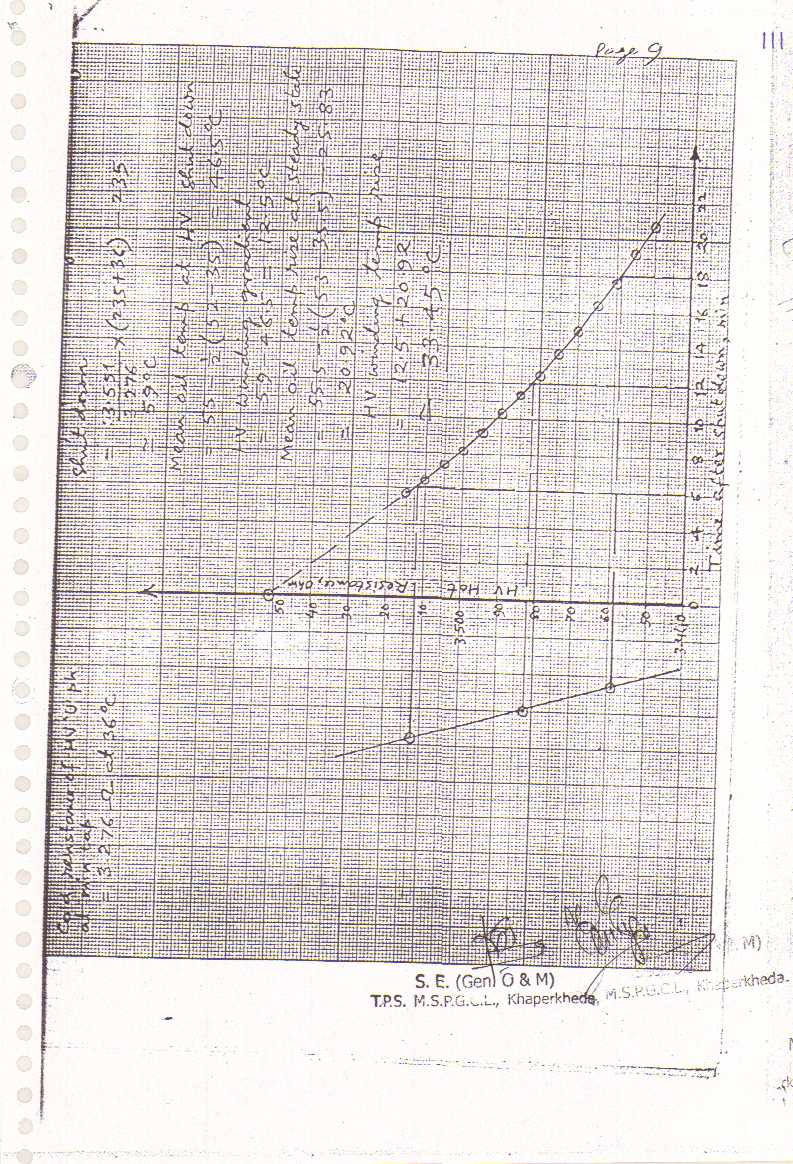 Page 9
111
Cold resistance of HV 'U' ph
at min tap
= 3.276 Ω at 36°C
Shut down
= 3.551/3.276 × (235+36) - 235
= 59°C
Mean oil temp at HV shut down
= 55 - 1/2 (52-35) = 46.5°C
HV winding gradient
= 59 - 46.5 = 12.5°C
Mean oil temp rise at steady state
= 55.5 - 1/2 (53-35.5) - 25.83
= 20.92°C
HV winding temp rise
= 12.5 + 20.92
= 33.45°C
HV Hot Resistance, ohm
50
40
30
20
10
3.500
90
80
70
60
50
3.440
0
2
4
6
8
10
12
14
16
18
20
22
Time after shut down, min
S. E. (Gen) O & M)
T.P.S. M.S.P.G.C.L., Khaperkheda
M)
M.S.P.G.C.L., Khaperkheda.